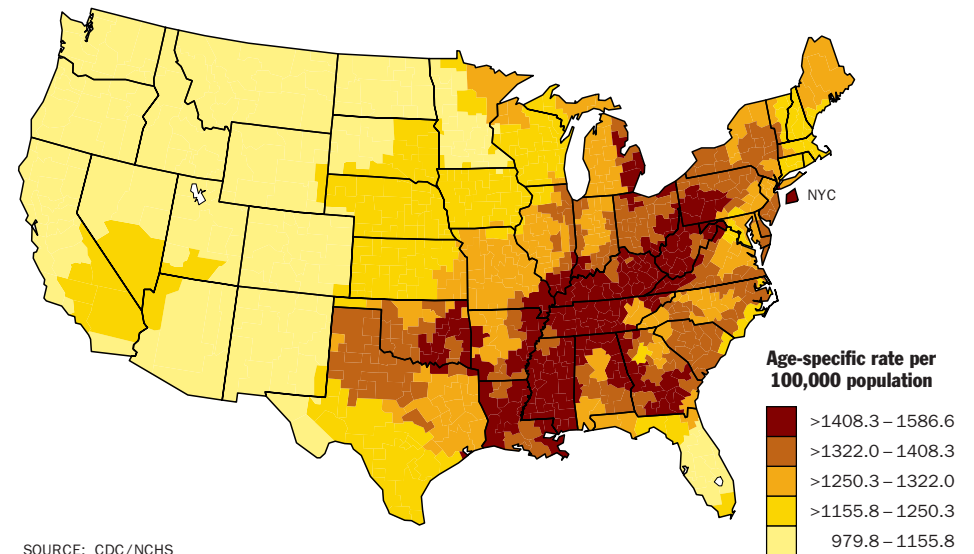 NYC
Age-specific rate per
100,000 population
>1408.3–1586.6
>1322.0–1408.3
>1250.3–1322.0
>1155.8–1250.3
979.8–1155.8
SOURCE: CDC/NCHS